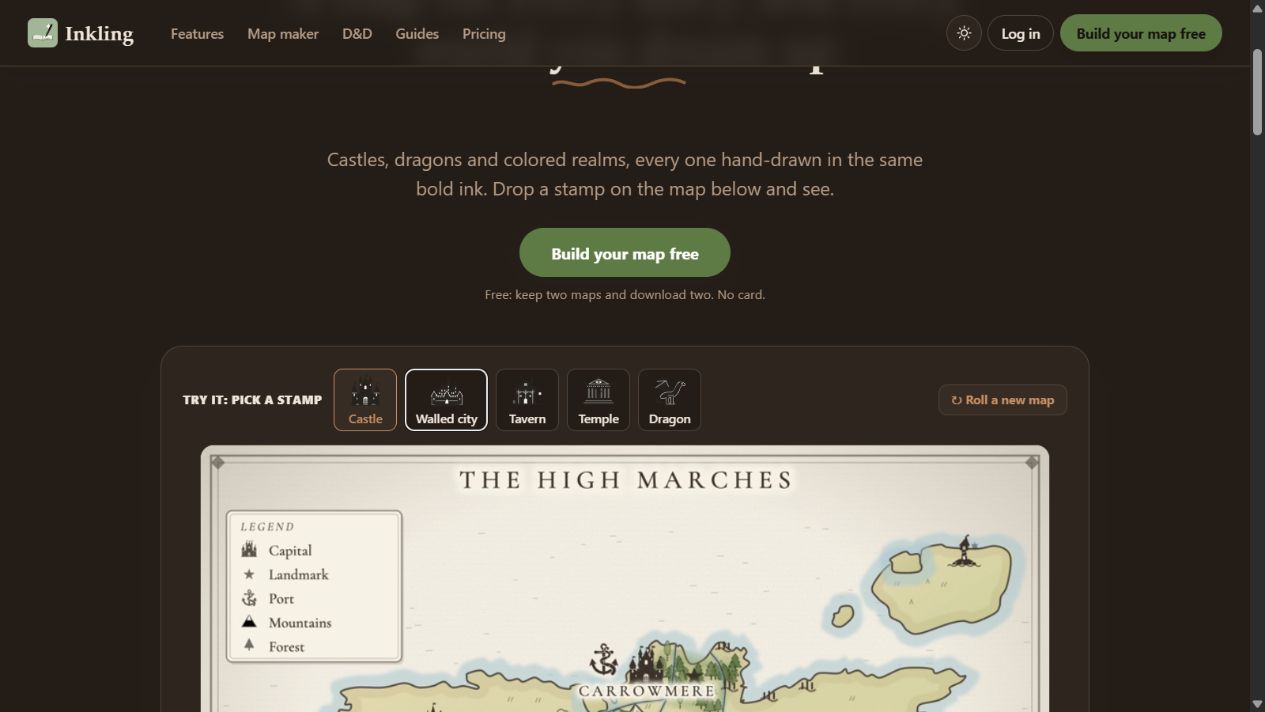 Inkling
Features
Map maker
D&D
Guides
Pricing
Log in
Build your map free
Castles, dragons and colored realms, every one hand-drawn in the same
bold ink. Drop a stamp on the map below and see.
Build your map free
Free: keep two maps and download two. No card.
TRY IT: PICK A STAMP
Castle
Walled city
Tavern
Temple
Dragon
↻ Roll a new map
THE HIGH MARCHES
LEGEND
Capital
Landmark
Port
Mountains
Forest
CARROWMERE